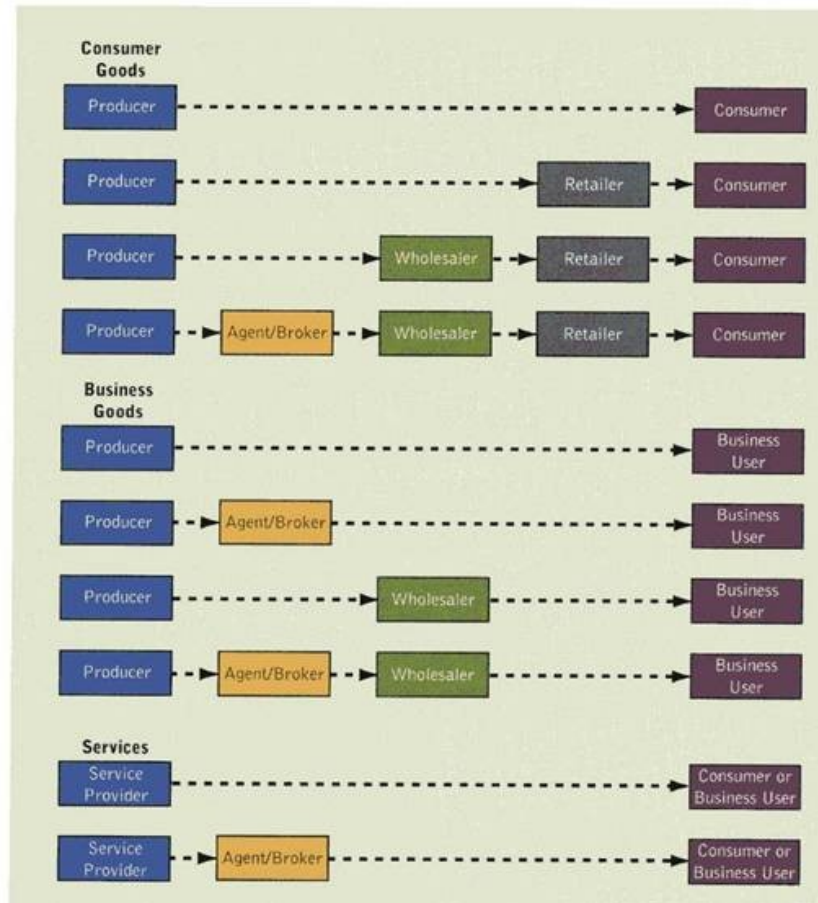 Consumer
Goods
Producer
Consumer
Producer
Retailer
Consumer
Producer
Wholesaler
Retailer
Consumer
Producer
Agent/Broker
Wholesaler
Retailer
Consumer
Business
Goods
Producer
Business
User
Producer
Agent/Broker
Business
User
Producer
Wholesaler
Business
User
Producer
Agent/Broker
Wholesaler
Business
User
Services
Service
Provider
Consumer or
Business User
Service
Provider
Agent/Broker
Consumer or
Business User